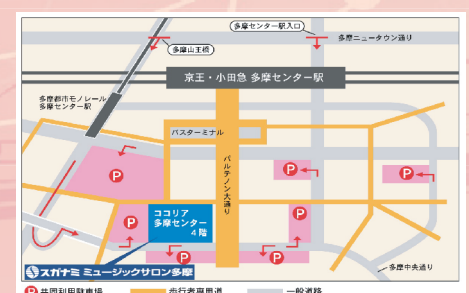 多摩センター駅入口
多摩山王橋
多摩ニュータウン通り
京王・小田急 多摩センター駅
多摩都市モノレール
多摩センター駅
バスターミナル
パルテノン大通り
P
P
P
P
P
P
P
ココリア
多摩センター
4階
スガナミ ミュージックサロン多摩
多摩中央通り
P 共同利用駐車場
歩行者専用道
一般道路